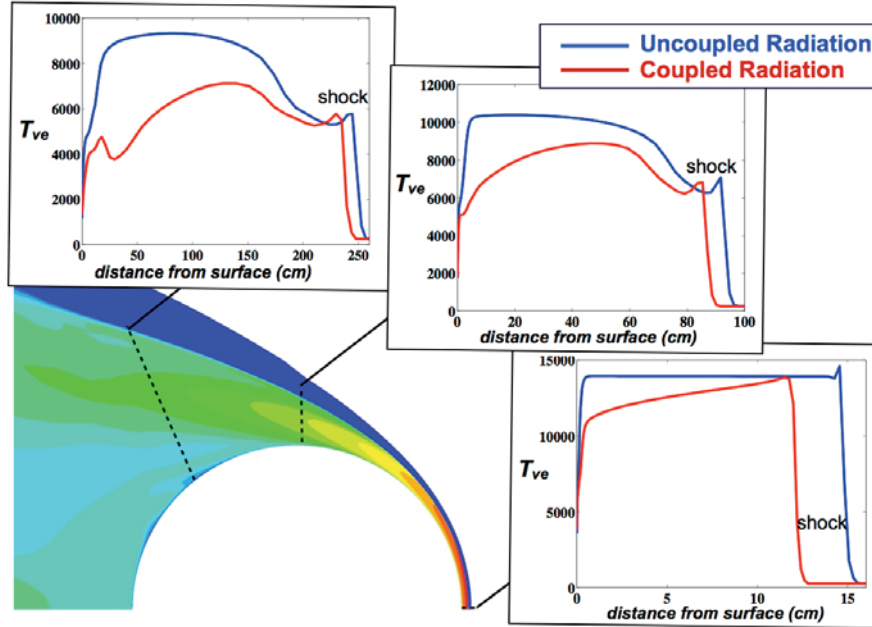 Uncoupled Radiation
Coupled Radiation
10000
8000
6000
4000
2000
0
T_ve
shock
0 50 100 150 200 250
distance from surface (cm)
12000
10000
8000
6000
4000
2000
0
T_ve
shock
0 20 40 60 80 100
distance from surface (cm)
15000
10000
5000
0
T_ve
shock
0 5 10 15
distance from surface (cm)